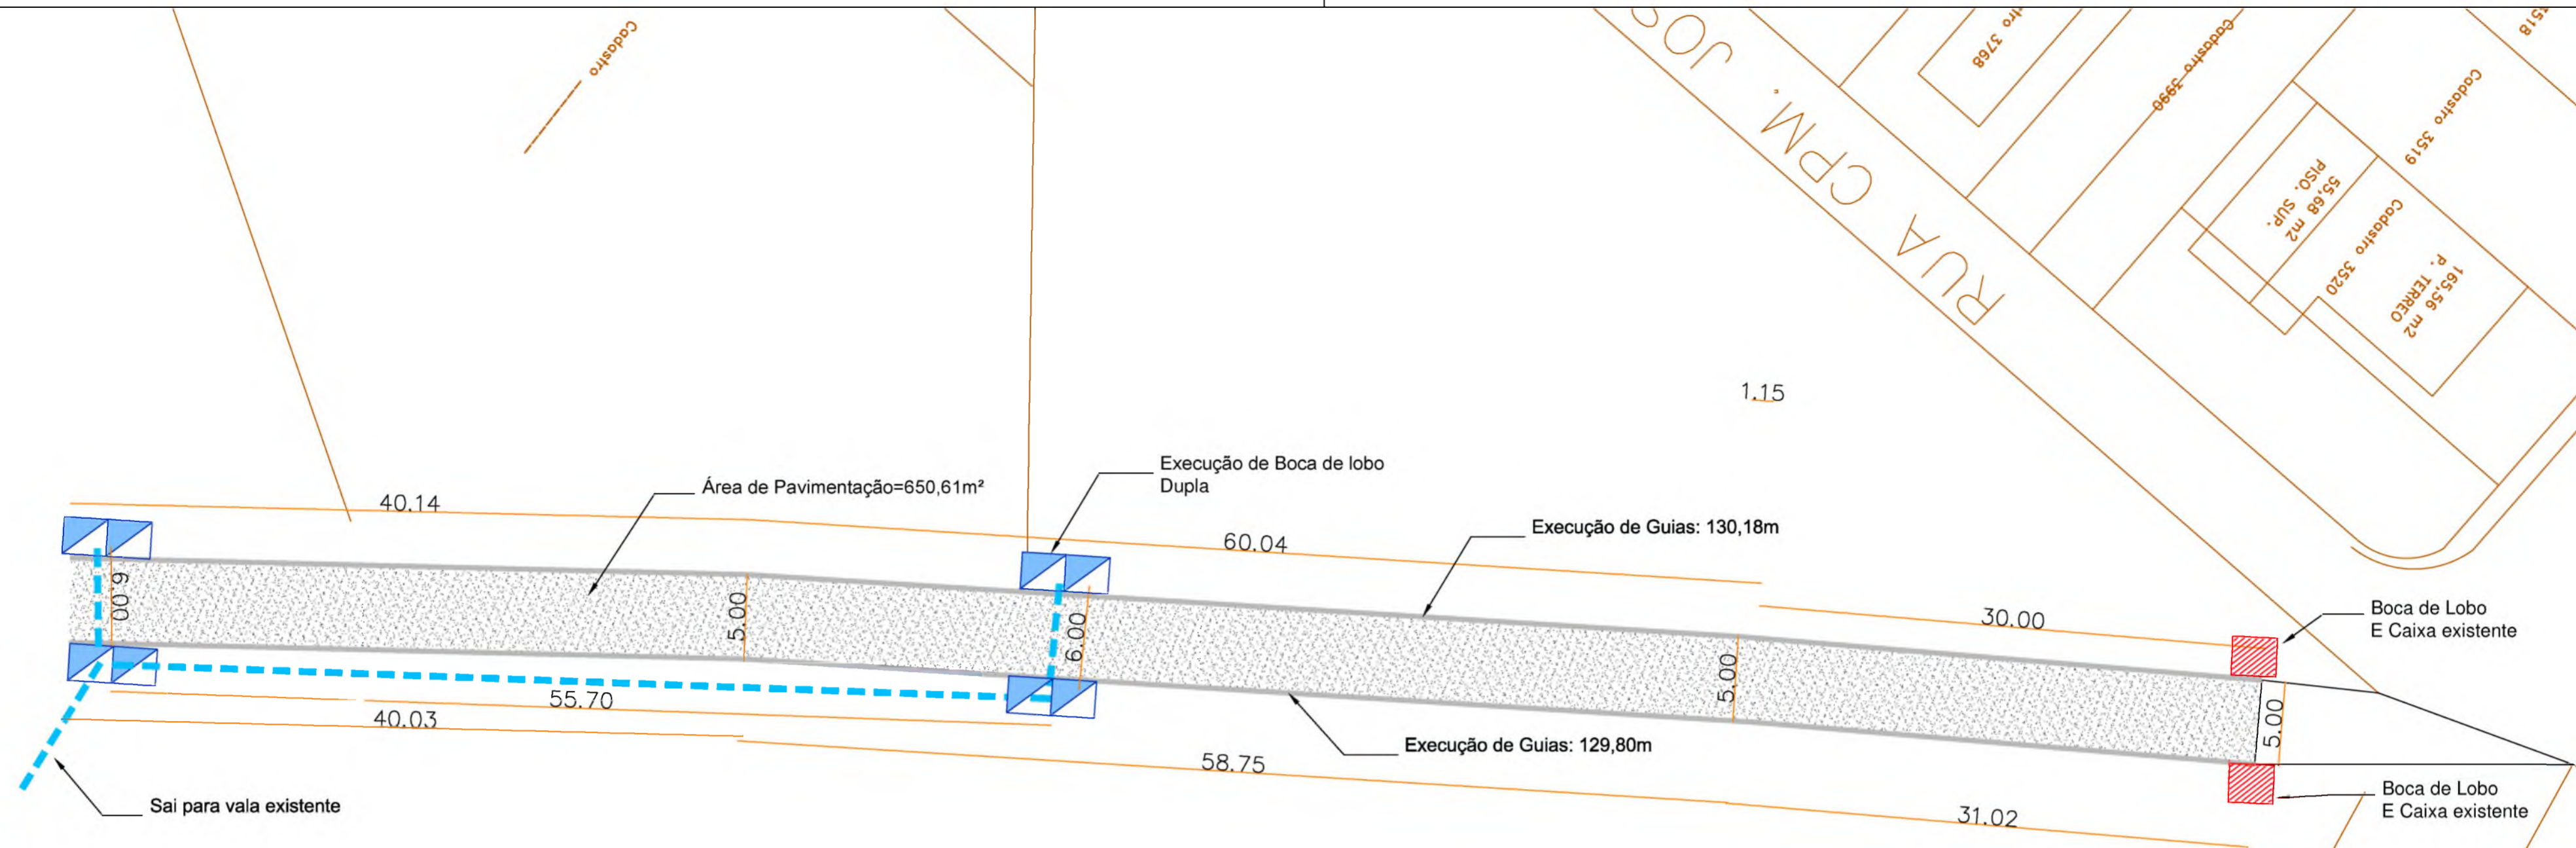 Cadastro
RUA CPM. JOS
3768
Cadastro 3990
3518
Cadastro 3519
55,68 m2
PISO. SUP.
Cadastro 3520
165,56 m2
P. TERREO
1.15
Execução de Boca de lobo
Dupla
Área de Pavimentação=650,61m²
40.14
60.04
Execução de Guias: 130,18m
30.00
Boca de Lobo
E Caixa existente
6.00
5.00
6.00
5.00
5.00
55.70
40.03
58.75
Execução de Guias: 129,80m
31.02
Boca de Lobo
E Caixa existente
Sai para vala existente